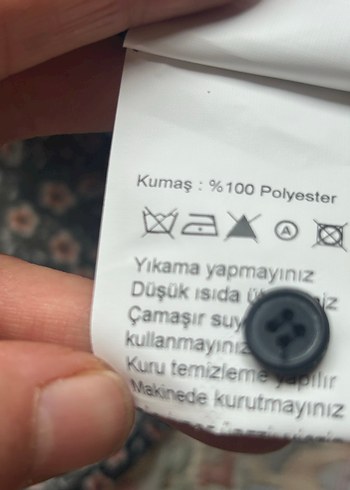 Kumaş : %100 Polyester
A
Yıkama yapmayınız
Düşük ısıda
Çamaşır
kullanmayınız
Kuru temizleme yapılır
Makinede kurutmayınız